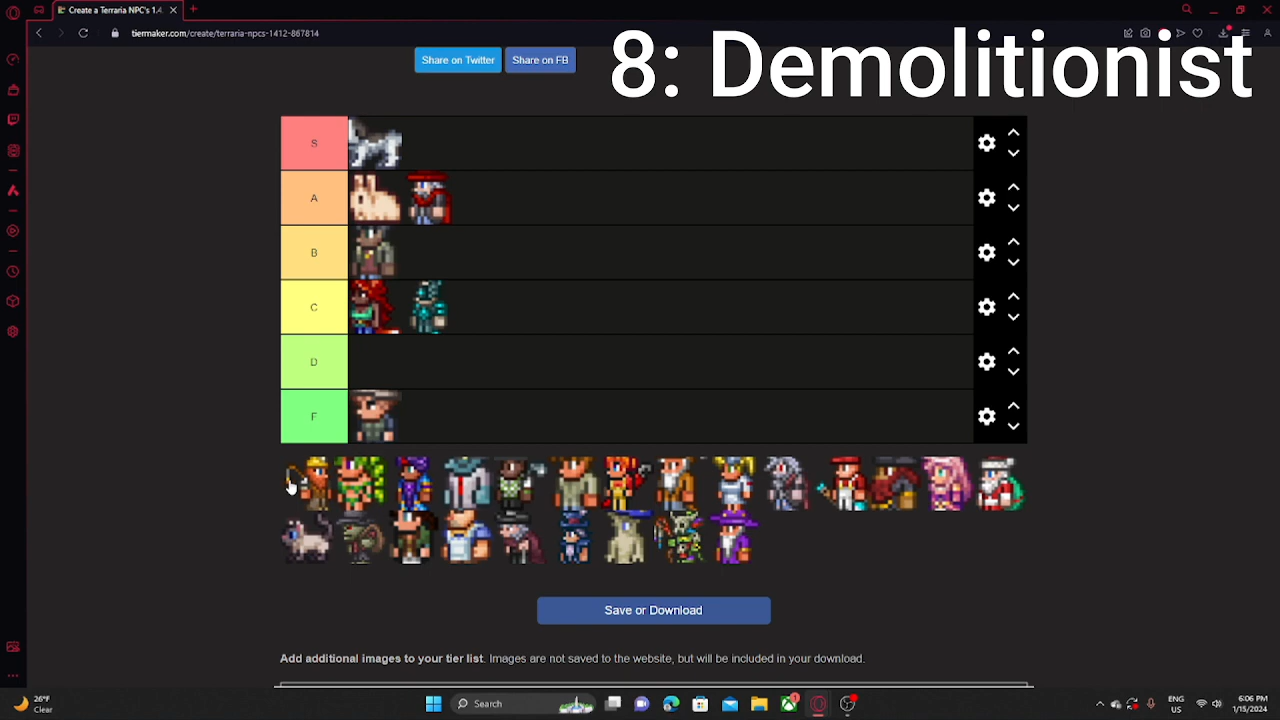 Create a Terraria NPC's 1.4.
tiermaker.com/create/terraria-npcs-1412-867814
8: Demolitionist
Share on Twitter
Share on FB
S
A
B
C
D
F
Save or Download
Add additional images to your tier list. Images are not saved to the website, but will be included in your download.
26°F
Clear
Search
1
ENG
US
6:06 PM
1/15/2024